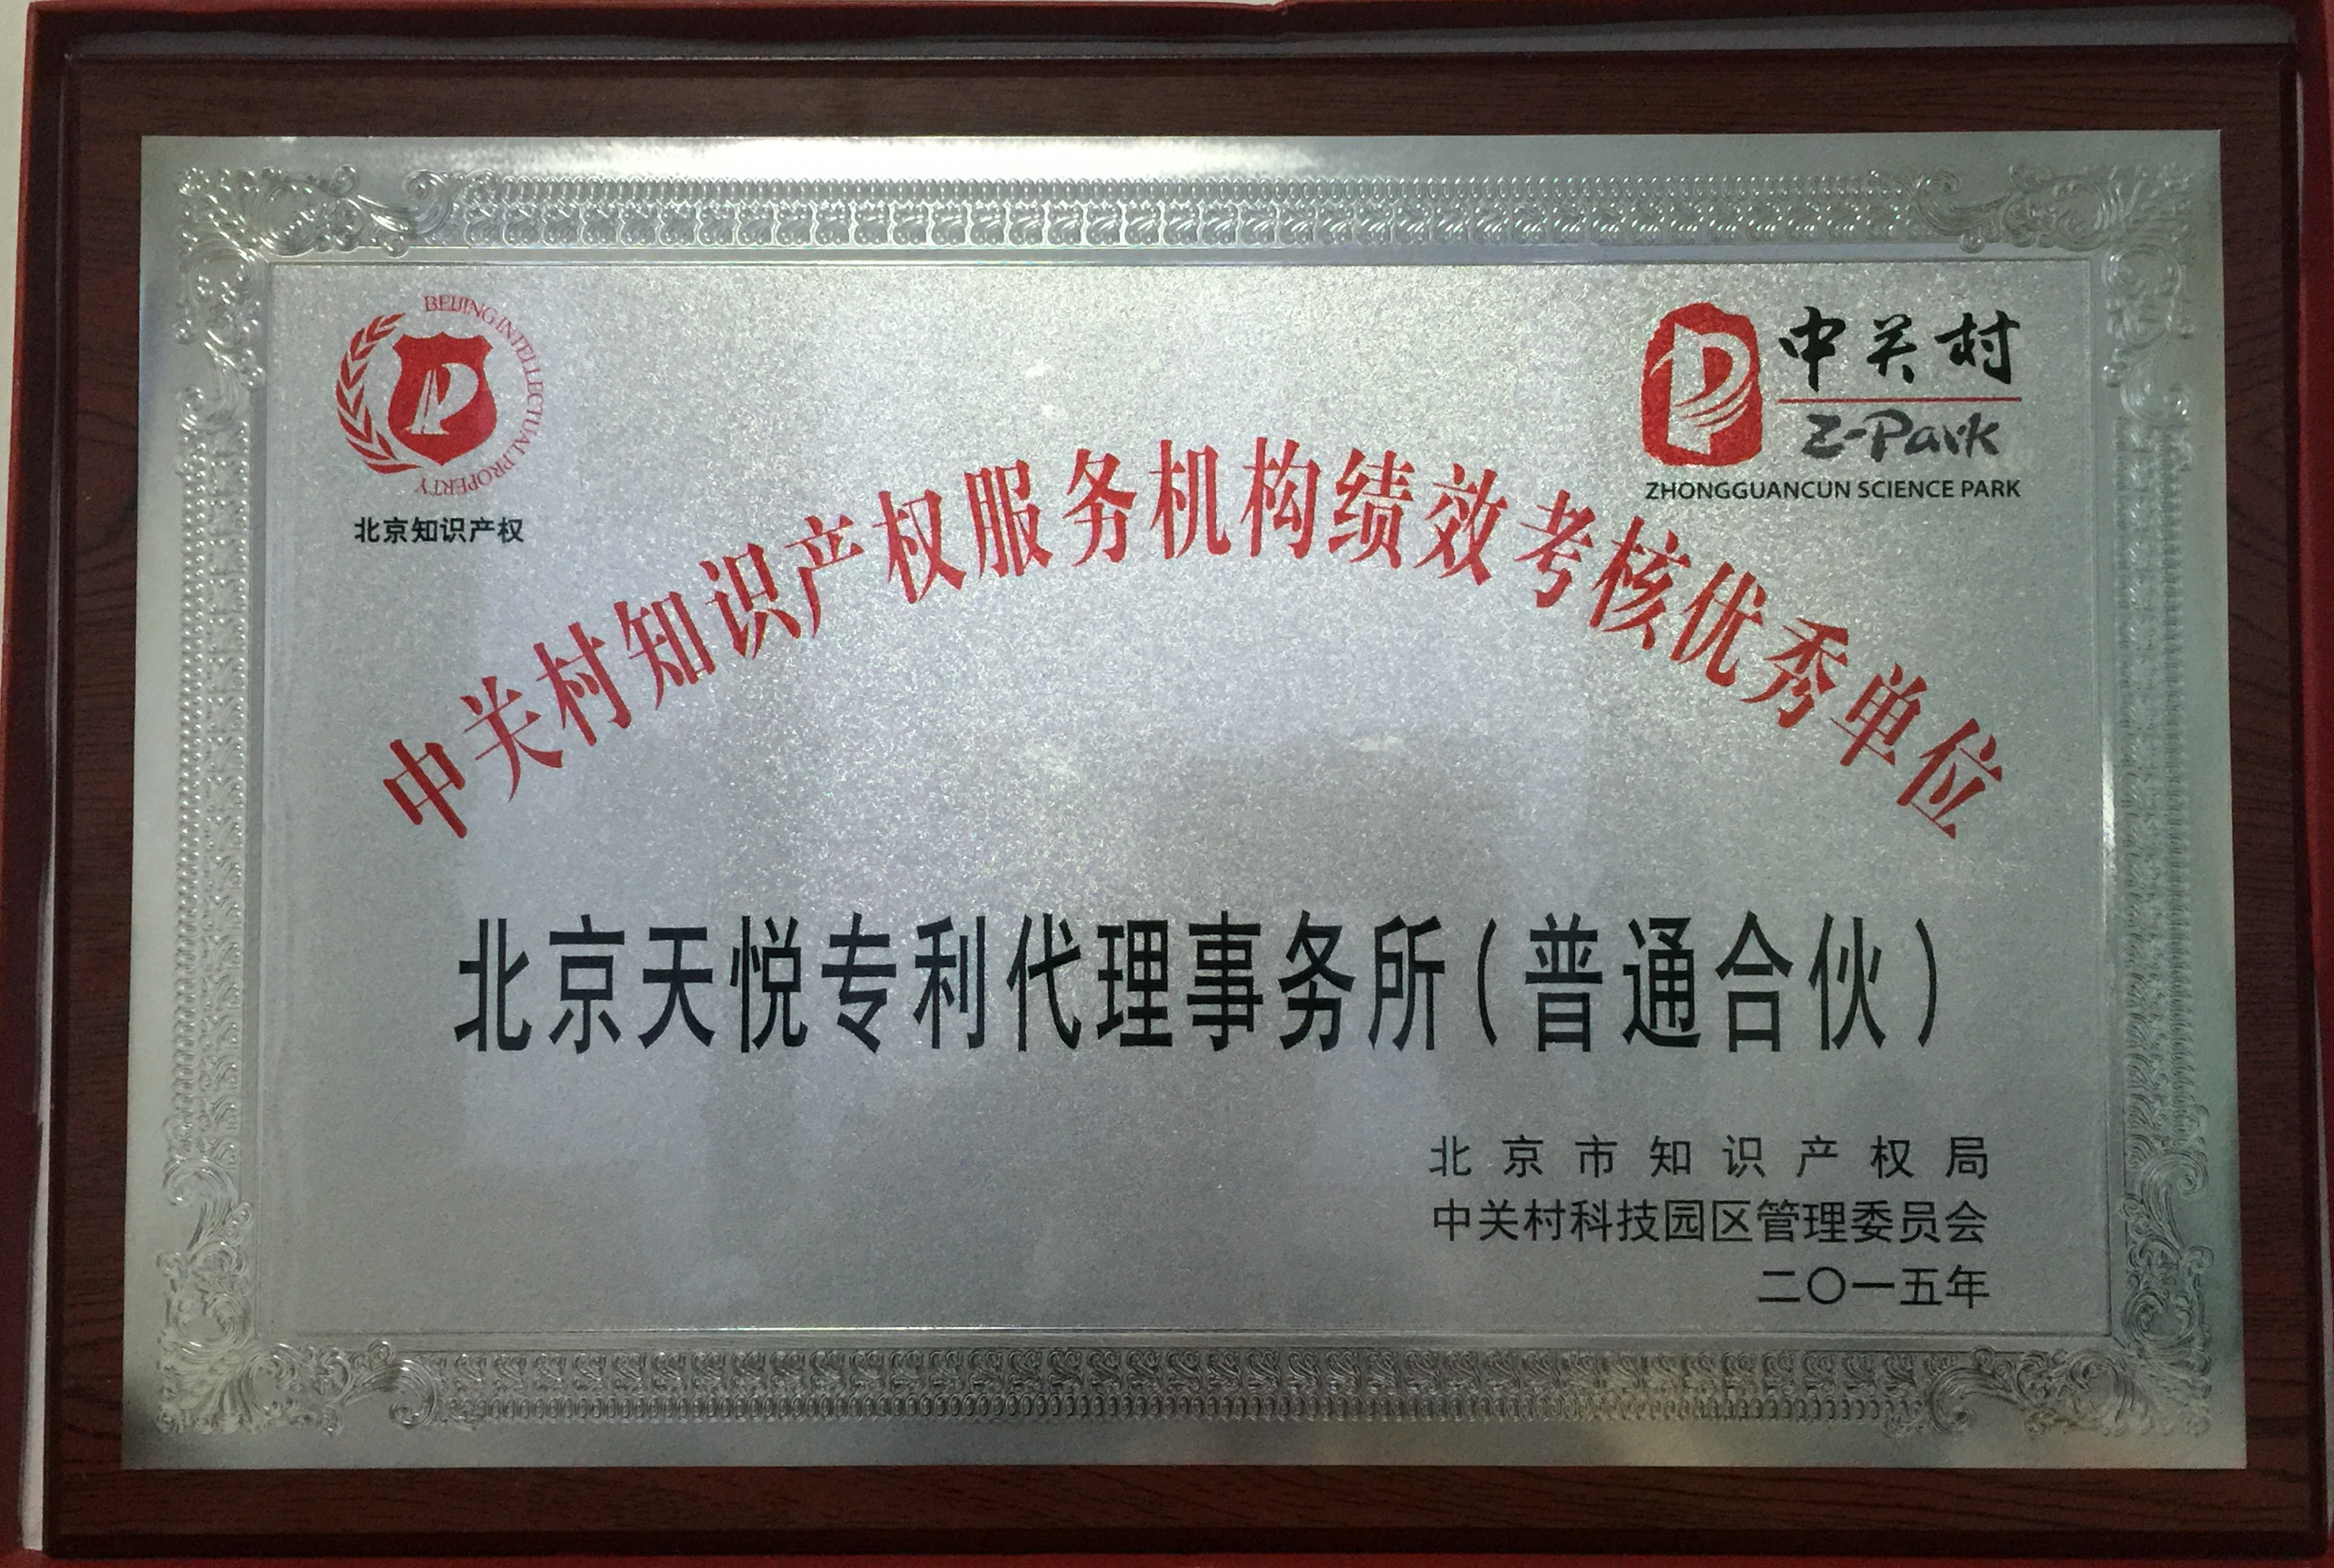 BEIJING INTELLECTUAL PROPERTY
北京知识产权
中关村
Z-Park
ZHONGGUANCUN SCIENCE PARK
中关村知识产权服务机构绩效考核优秀单位
北京天悦专利代理事务所(普通合伙)
北京市知识产权局
中关村科技园区管理委员会
二〇一五年